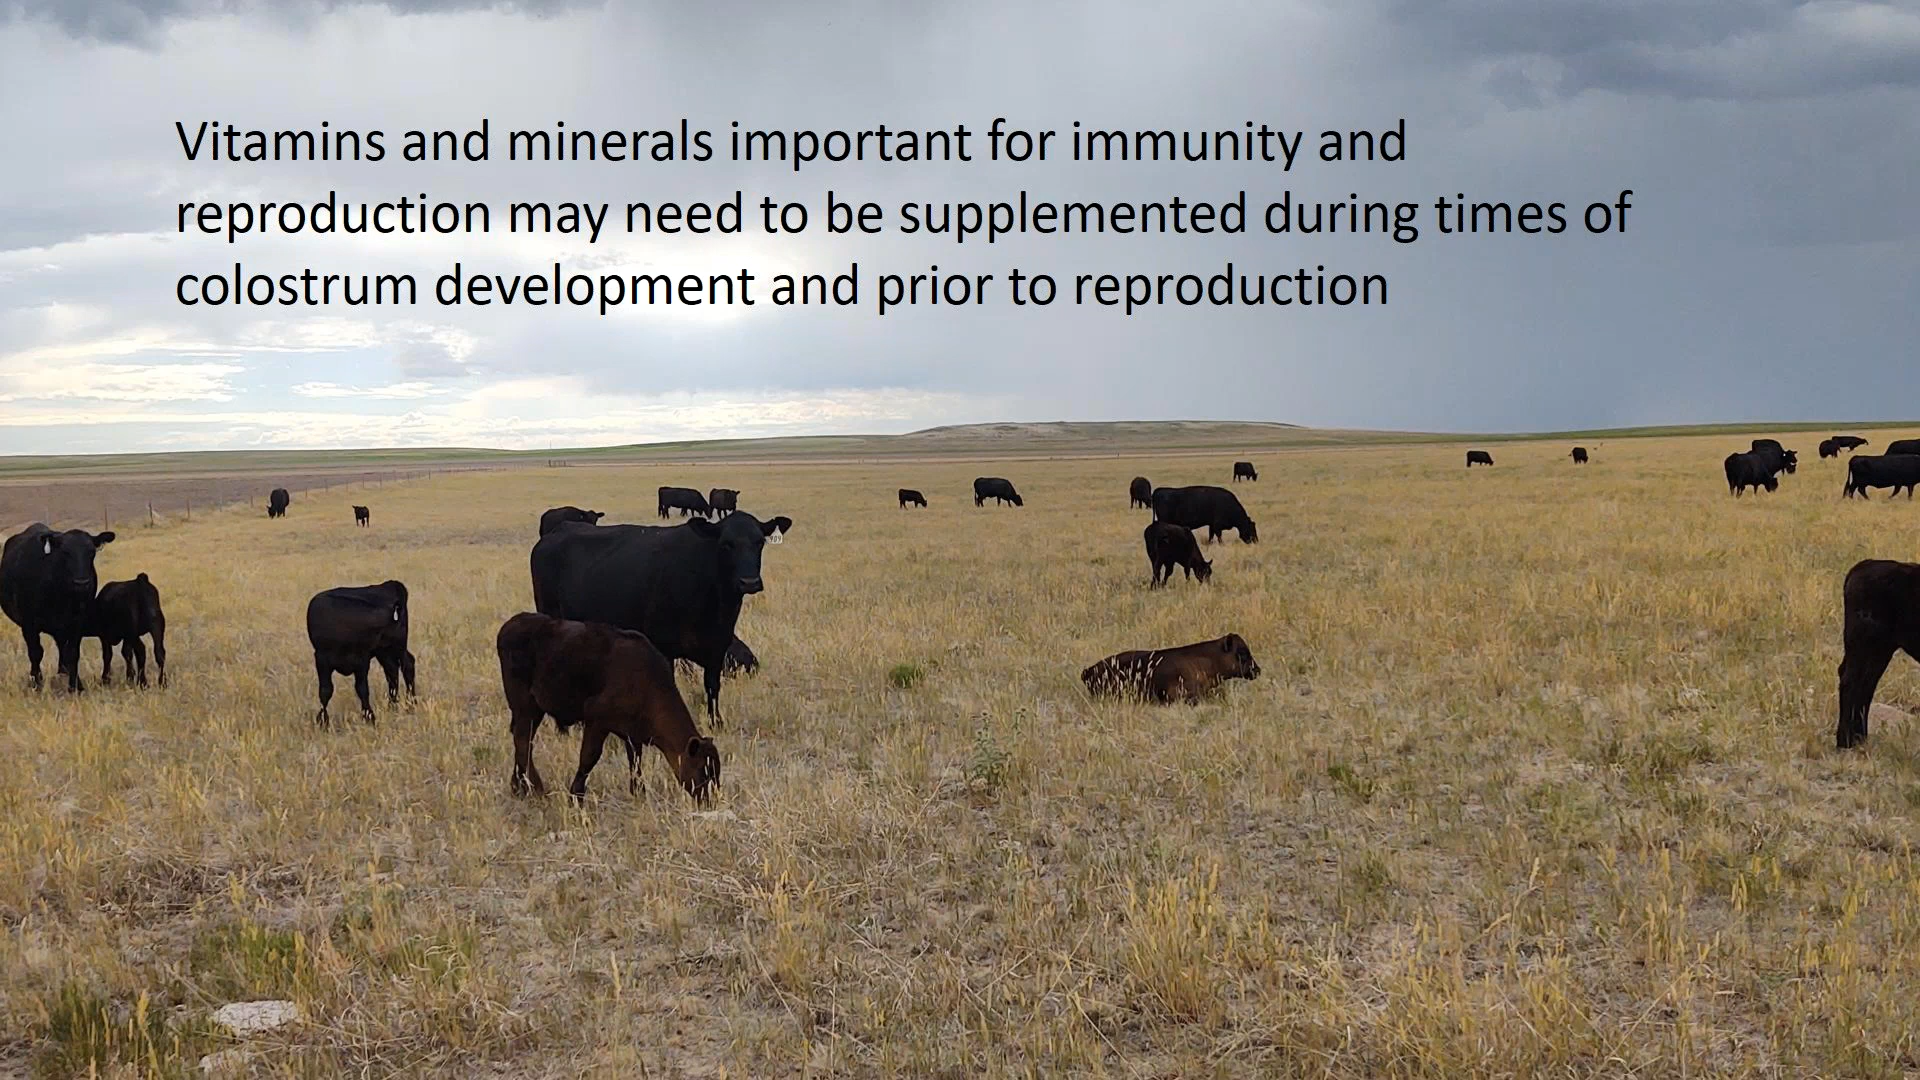 Vitamins and minerals important for immunity and
reproduction may need to be supplemented during times of
colostrum development and prior to reproduction
909